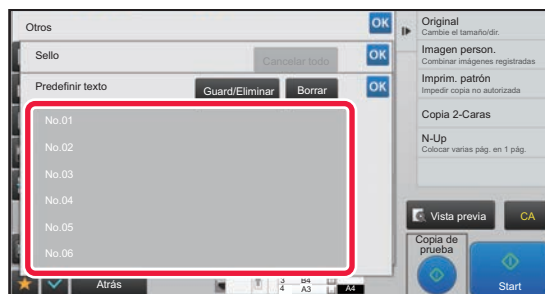 Otros
OK
Sello
Cancelar todo
OK
Predefinir texto
Guard/Eliminar
Borrar
OK
No.01
No.02
No.03
No.04
No.05
No.06
Atrás
3 B4
4 A3
A4
Original
Cambie el tamaño/dir.
Imagen person.
Combinar imágenes registradas
Imprim. patrón
Impedir copia no autorizada
Copia 2-Caras
N-Up
Colocar varias pág. en 1 pág.
Vista previa
CA
Copia de
prueba
Start